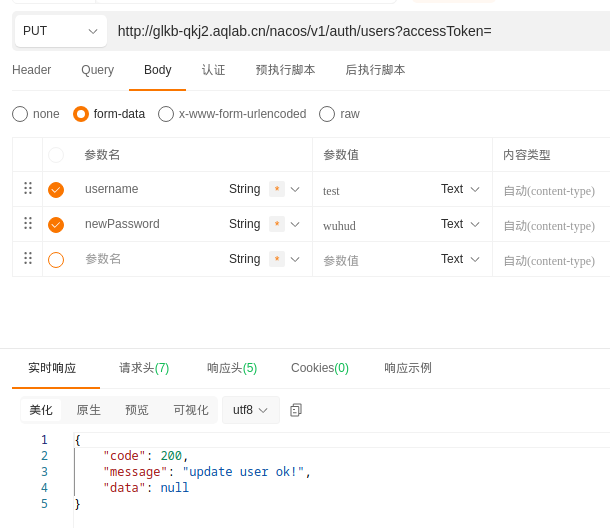 PUT http://glkb-qkj2.aqlab.cn/nacos/v1/auth/users?accessToken=
Header Query Body 认证 预执行脚本 后执行脚本
none form-data x-www-form-urlencoded raw
参数名 参数值 内容类型
username String * test Text 自动(content-type)
newPassword String * wuhud Text 自动(content-type)
参数名 String * 参数值 Text 自动(content-type)
实时响应 请求头(7) 响应头(5) Cookies(0) 响应示例
美化 原生 预览 可视化 utf8
1 {
2 "code": 200,
3 "message": "update user ok!",
4 "data": null
5 }